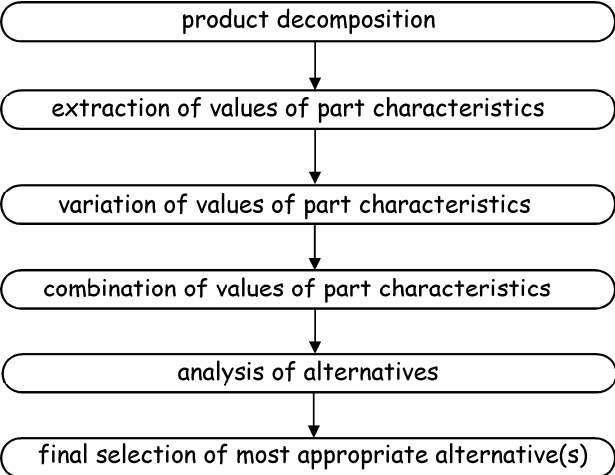 product decomposition
extraction of values of part characteristics
variation of values of part characteristics
combination of values of part characteristics
analysis of alternatives
final selection of most appropriate alternative(s)